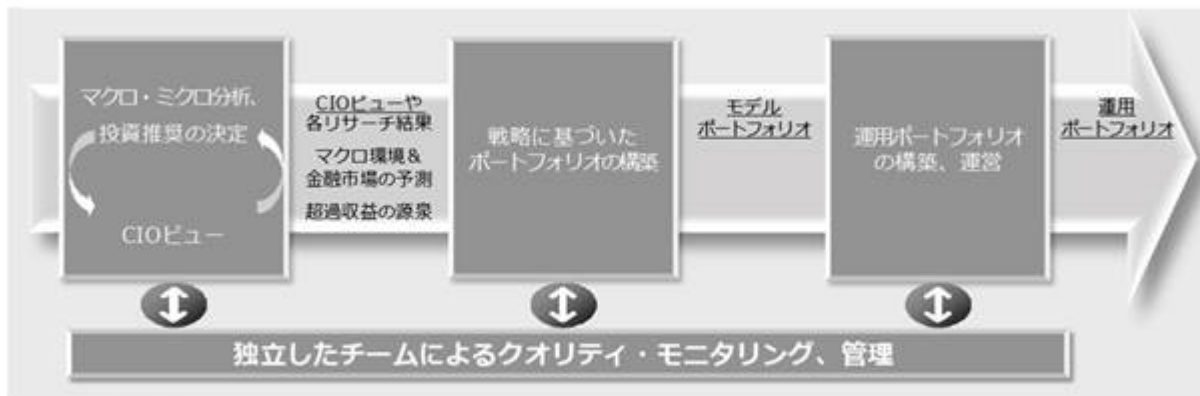 マクロ・ミクロ分析、
投資推奨の決定
CIOビュー
CIOビューや
各リサーチ結果
マクロ環境＆
金融市場の予測
超過収益の源泉
戦略に基づいた
ポートフォリオの構築
モデル
ポートフォリオ
運用ポートフォリオ
の構築、運営
運用
ポートフォリオ
独立したチームによるクオリティ・モニタリング、管理